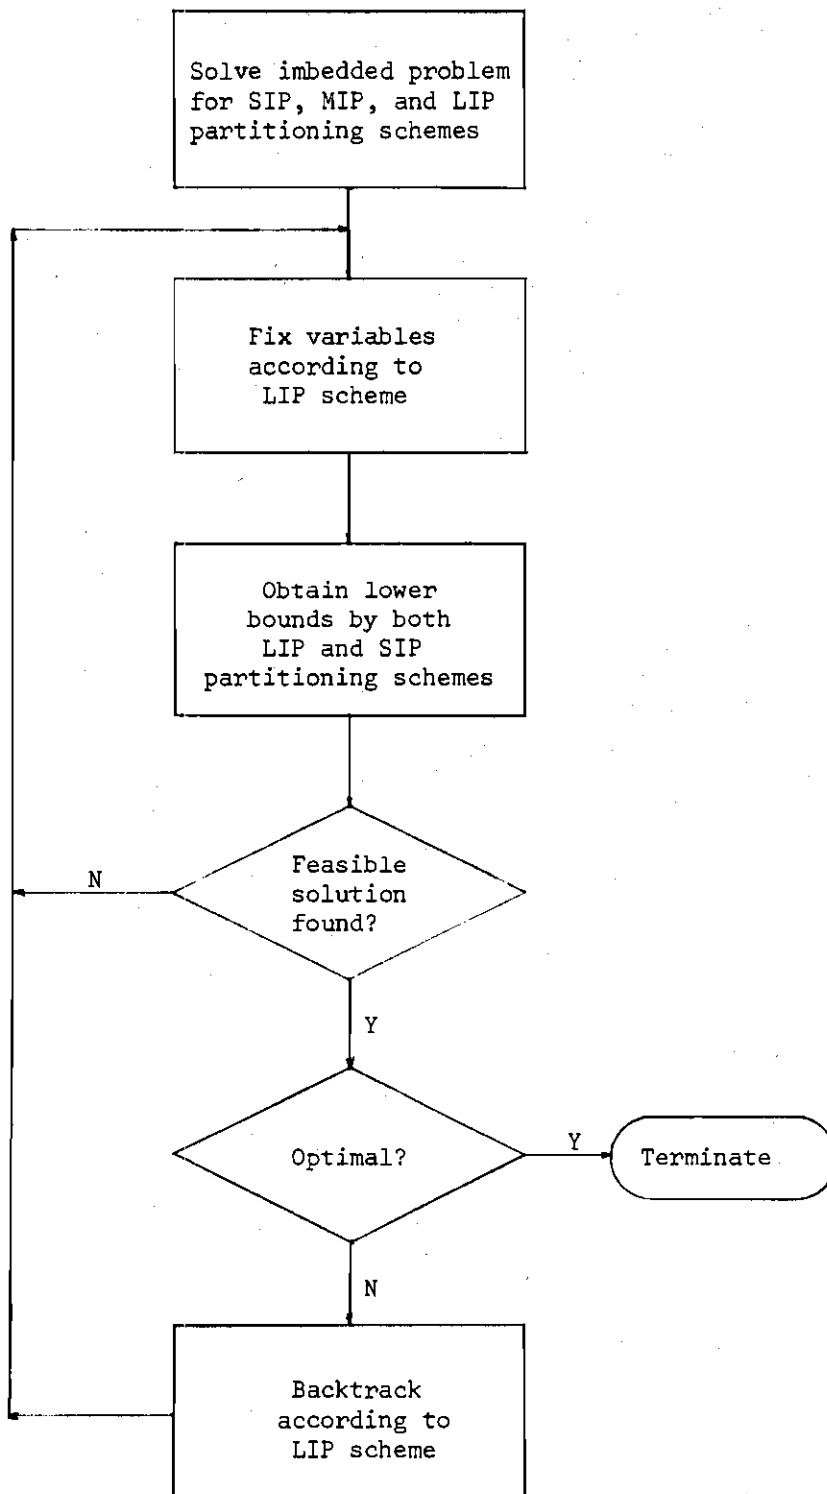 Solve imbedded problem
for SIP, MIP, and LIP
partitioning schemes
Fix variables
according to
LIP scheme
Obtain lower
bounds by both
LIP and SIP
partitioning schemes
Feasible
solution
found?
N
Y
Optimal?
Y
Terminate
N
Backtrack
according to
LIP scheme